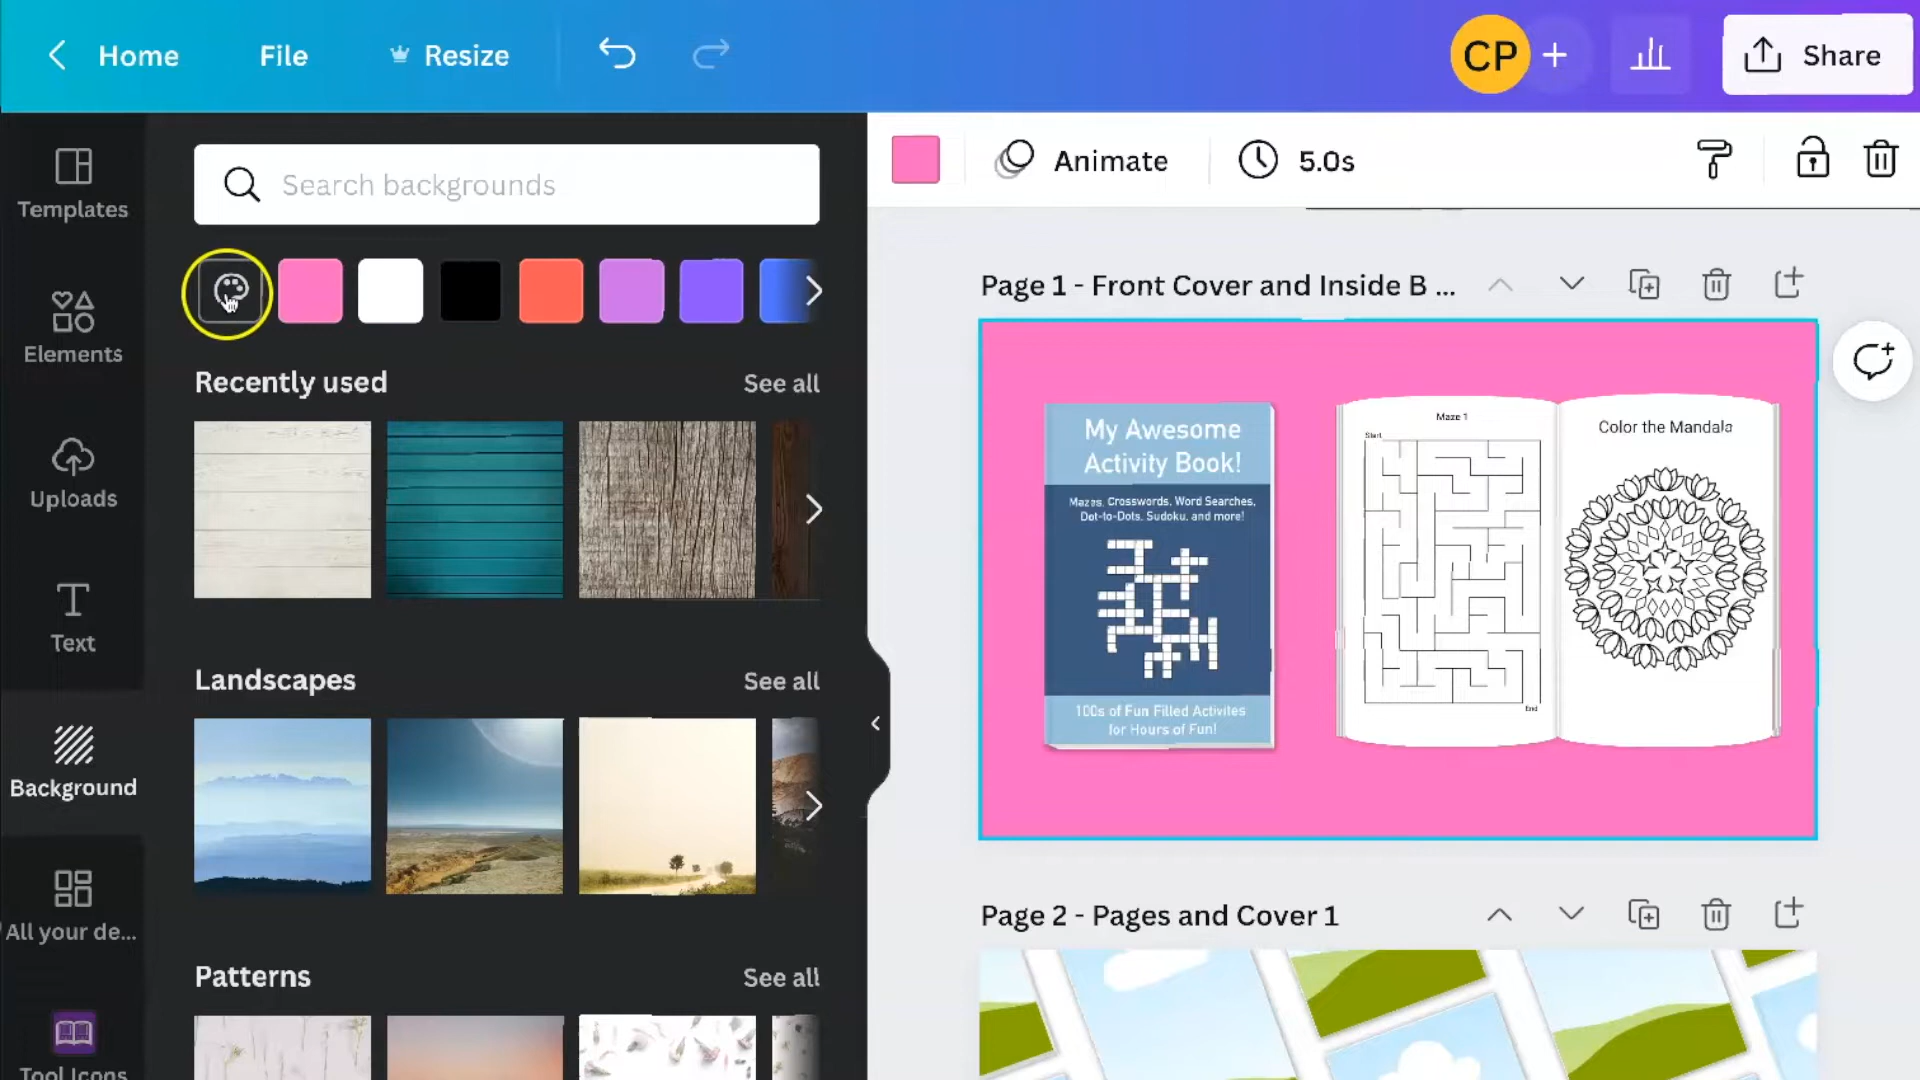 Home File Resize CP + Share
Search backgrounds
Animate 5.0s
Templates
Elements
Uploads
Text
Background
All your de...
Tool Icons
Recently used See all
Landscapes See all
Patterns See all
Page 1 - Front Cover and Inside B ...
My Awesome
Activity Book!
Mazes, Crosswords, Word Searches,
Dot-to-Dots, Sudoku, and more!
100s of Fun Filled Activites
for Hours of Fun!
Maze 1
Start
End
Color the Mandala
Page 2 - Pages and Cover 1